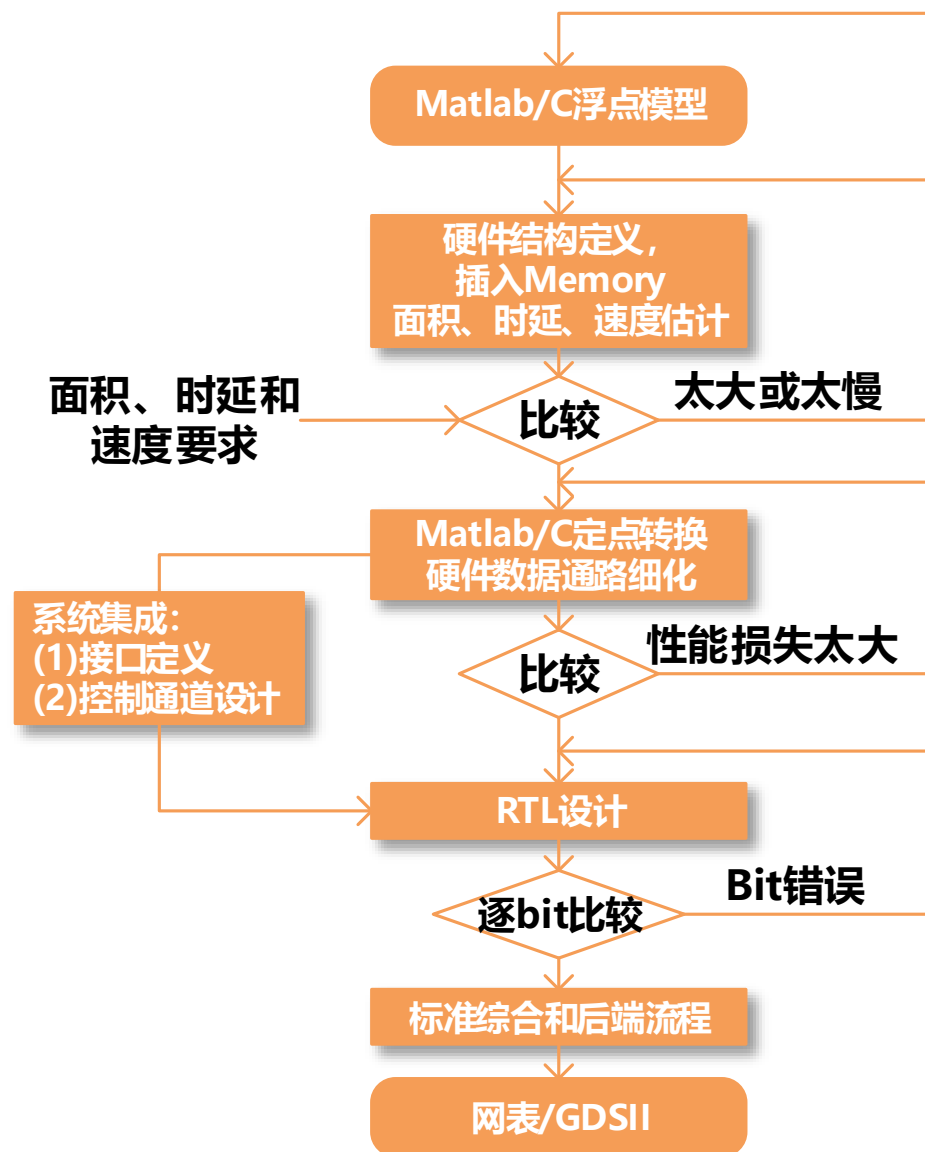 Matlab/C浮点模型
硬件结构定义，
插入Memory
面积、时延、速度估计
面积、时延和
速度要求
比较
太大或太慢
Matlab/C定点转换
硬件数据通路细化
系统集成：
(1)接口定义
(2)控制通道设计
比较
性能损失太大
RTL设计
逐bit比较
Bit错误
标准综合和后端流程
网表/GDSII